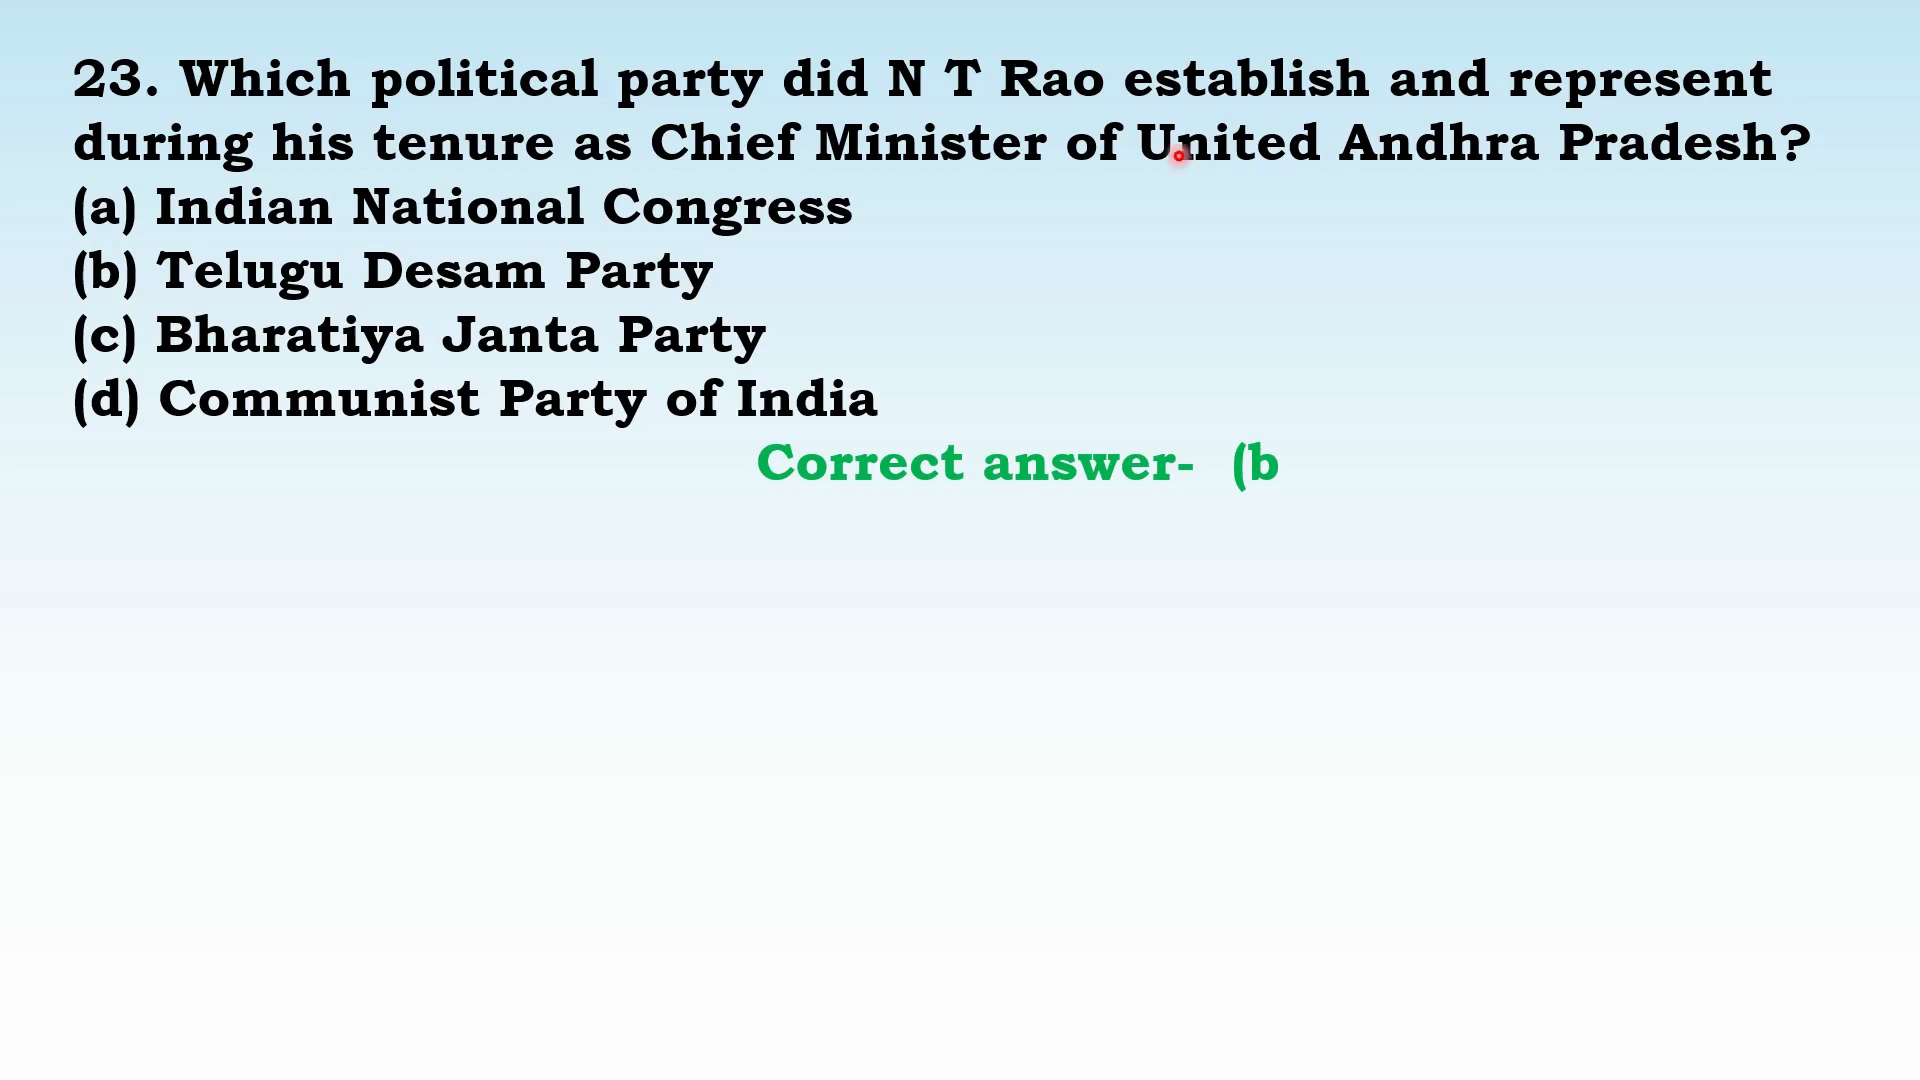 23. Which political party did N T Rao establish and represent
during his tenure as Chief Minister of United Andhra Pradesh?
(a) Indian National Congress
(b) Telugu Desam Party
(c) Bharatiya Janta Party
(d) Communist Party of India
Correct answer- (b